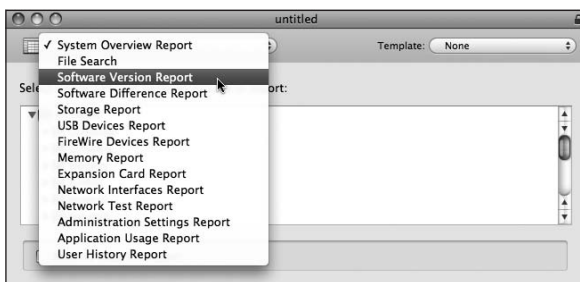 untitled
✓ System Overview Report
Template: None
File Search
Software Version Report
Software Difference Report
Sele
ort:
Storage Report
USB Devices Report
FireWire Devices Report
Memory Report
Expansion Card Report
Network Interfaces Report
Network Test Report
Administration Settings Report
Application Usage Report
User History Report